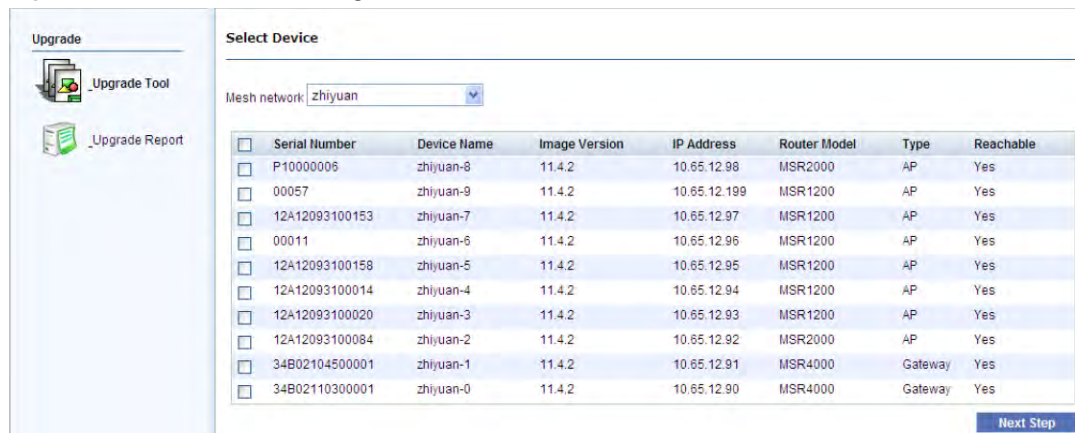 Upgrade
_Upgrade Tool
_Upgrade Report
Select Device
Mesh network zhiyuan
Serial Number Device Name Image Version IP Address Router Model Type Reachable
P10000006 zhiyuan-8 11.4.2 10.65.12.98 MSR2000 AP Yes
00057 zhiyuan-9 11.4.2 10.65.12.199 MSR1200 AP Yes
12A12093100153 zhiyuan-7 11.4.2 10.65.12.97 MSR1200 AP Yes
00011 zhiyuan-6 11.4.2 10.65.12.96 MSR1200 AP Yes
12A12093100158 zhiyuan-5 11.4.2 10.65.12.95 MSR1200 AP Yes
12A12093100014 zhiyuan-4 11.4.2 10.65.12.94 MSR1200 AP Yes
12A12093100020 zhiyuan-3 11.4.2 10.65.12.93 MSR1200 AP Yes
12A12093100084 zhiyuan-2 11.4.2 10.65.12.92 MSR2000 AP Yes
34B02104500001 zhiyuan-1 11.4.2 10.65.12.91 MSR4000 Gateway Yes
34B02110300001 zhiyuan-0 11.4.2 10.65.12.90 MSR4000 Gateway Yes
Next Step